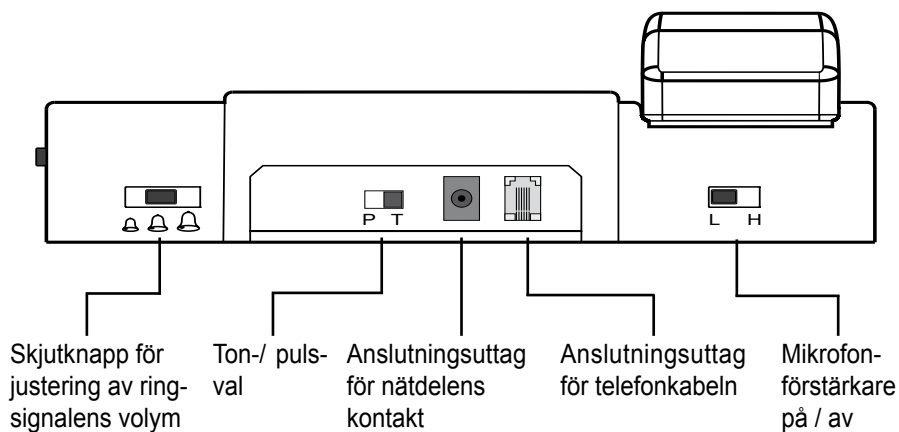 P T
L H
Skjutknapp för
justering av ring-
signalens volym
Ton-/ puls-
val
Anslutningsuttag
för nätdelens
kontakt
Anslutningsuttag
för telefonkabeln
Mikrofon-
förstärkare
på / av